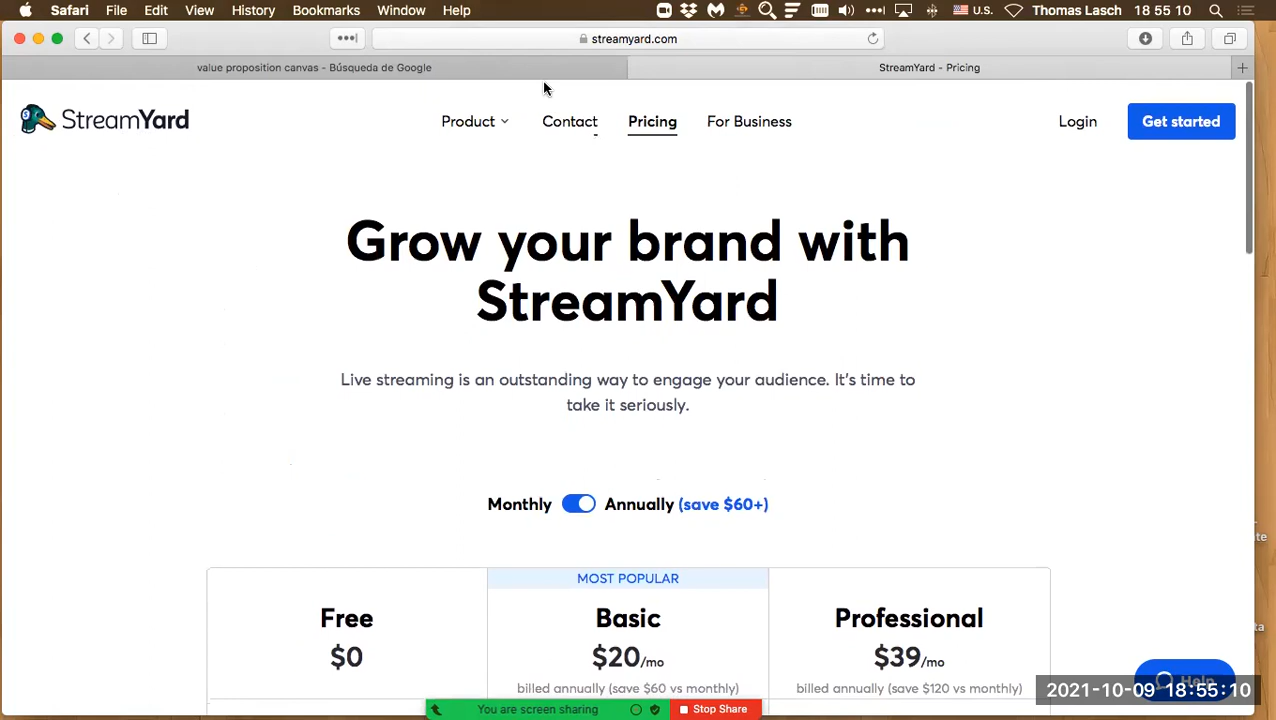 Safari File Edit View History Bookmarks Window Help U.S. Thomas Lasch 18 55 10
streamyard.com
value proposition canvas - Búsqueda de Google StreamYard - Pricing
StreamYard Product Contact Pricing For Business Login Get started
Grow your brand with
StreamYard
Live streaming is an outstanding way to engage your audience. It's time to
take it seriously.
Monthly Annually (save $60+)
MOST POPULAR
Free Basic Professional
$0 $20/mo $39/mo
billed annually (save $60 vs monthly) billed annually (save $120 vs monthly)
Help
2021-10-09 18:55:10
You are screen sharing Stop Share